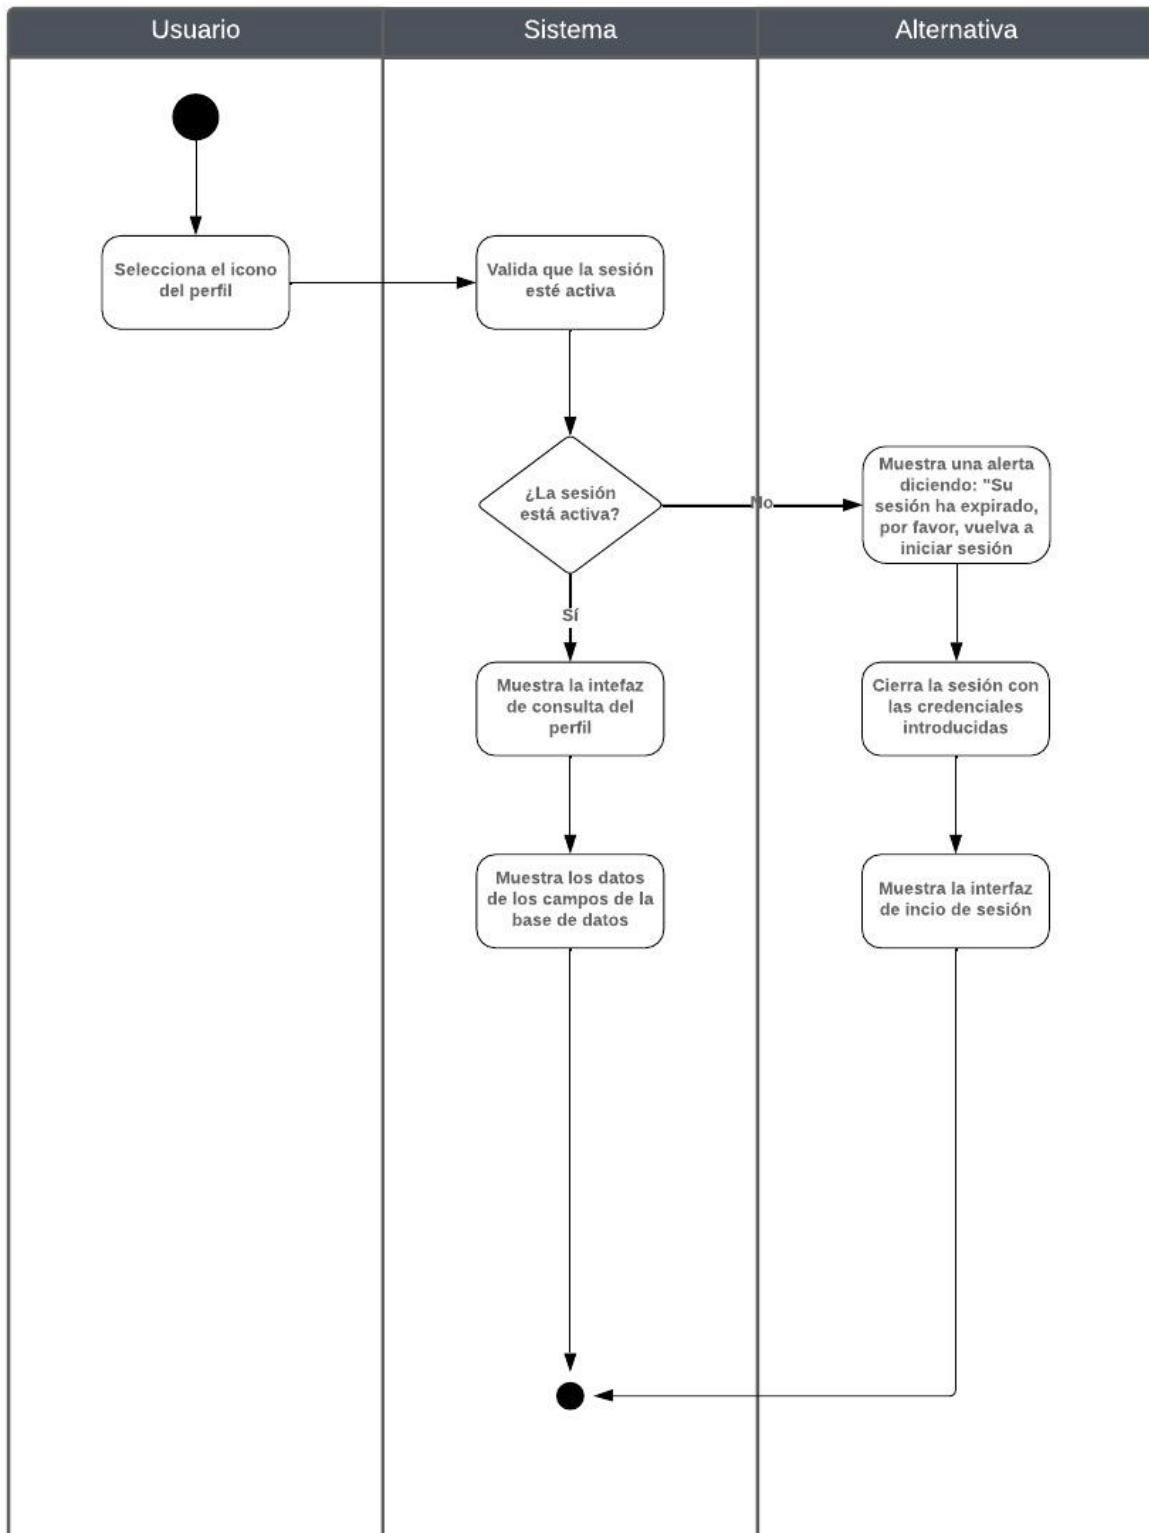 Usuario
Sistema
Alternativa
Selecciona el icono
del perfil
Valida que la sesión
esté activa
¿La sesión
está activa?
No
Muestra una alerta
diciendo: "Su
sesión ha expirado,
por favor, vuelva a
iniciar sesión
Sí
Muestra la intefaz
de consulta del
perfil
Cierra la sesión con
las credenciales
introducidas
Muestra los datos
de los campos de la
base de datos
Muestra la interfaz
de incio de sesión